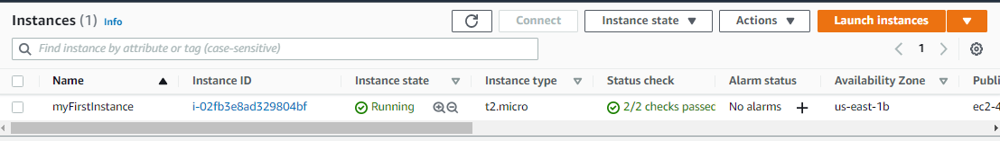 Instances (1) Info Connect Instance state Actions Launch instances
Find instance by attribute or tag (case-sensitive) 1
Name Instance ID Instance state Instance type Status check Alarm status Availability Zone Publi
myFirstInstance i-02fb3e8ad329804bf Running t2.micro 2/2 checks passec No alarms us-east-1b ec2-4